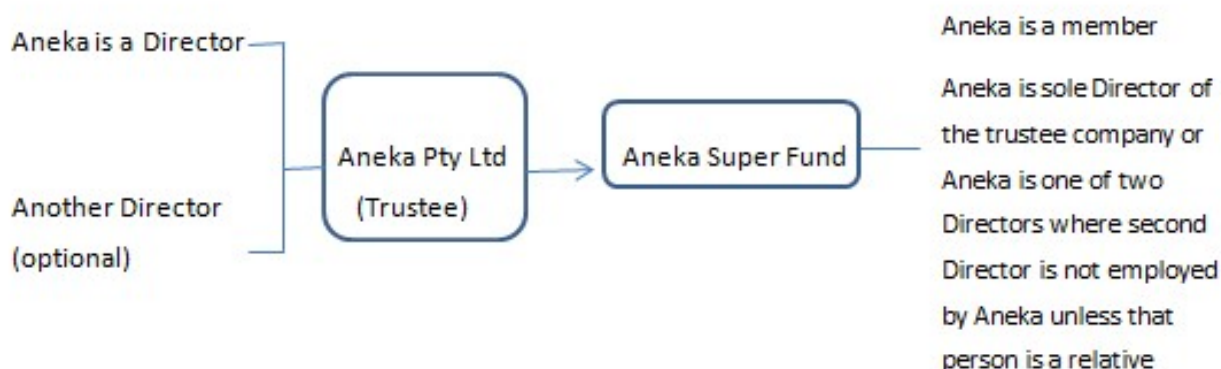 Aneka is a Director
Another Director
(optional)
Aneka Pty Ltd
(Trustee)
Aneka Super Fund
Aneka is a member
Aneka is sole Director of
the trustee company or
Aneka is one of two
Directors where second
Director is not employed
by Aneka unless that
person is a relative